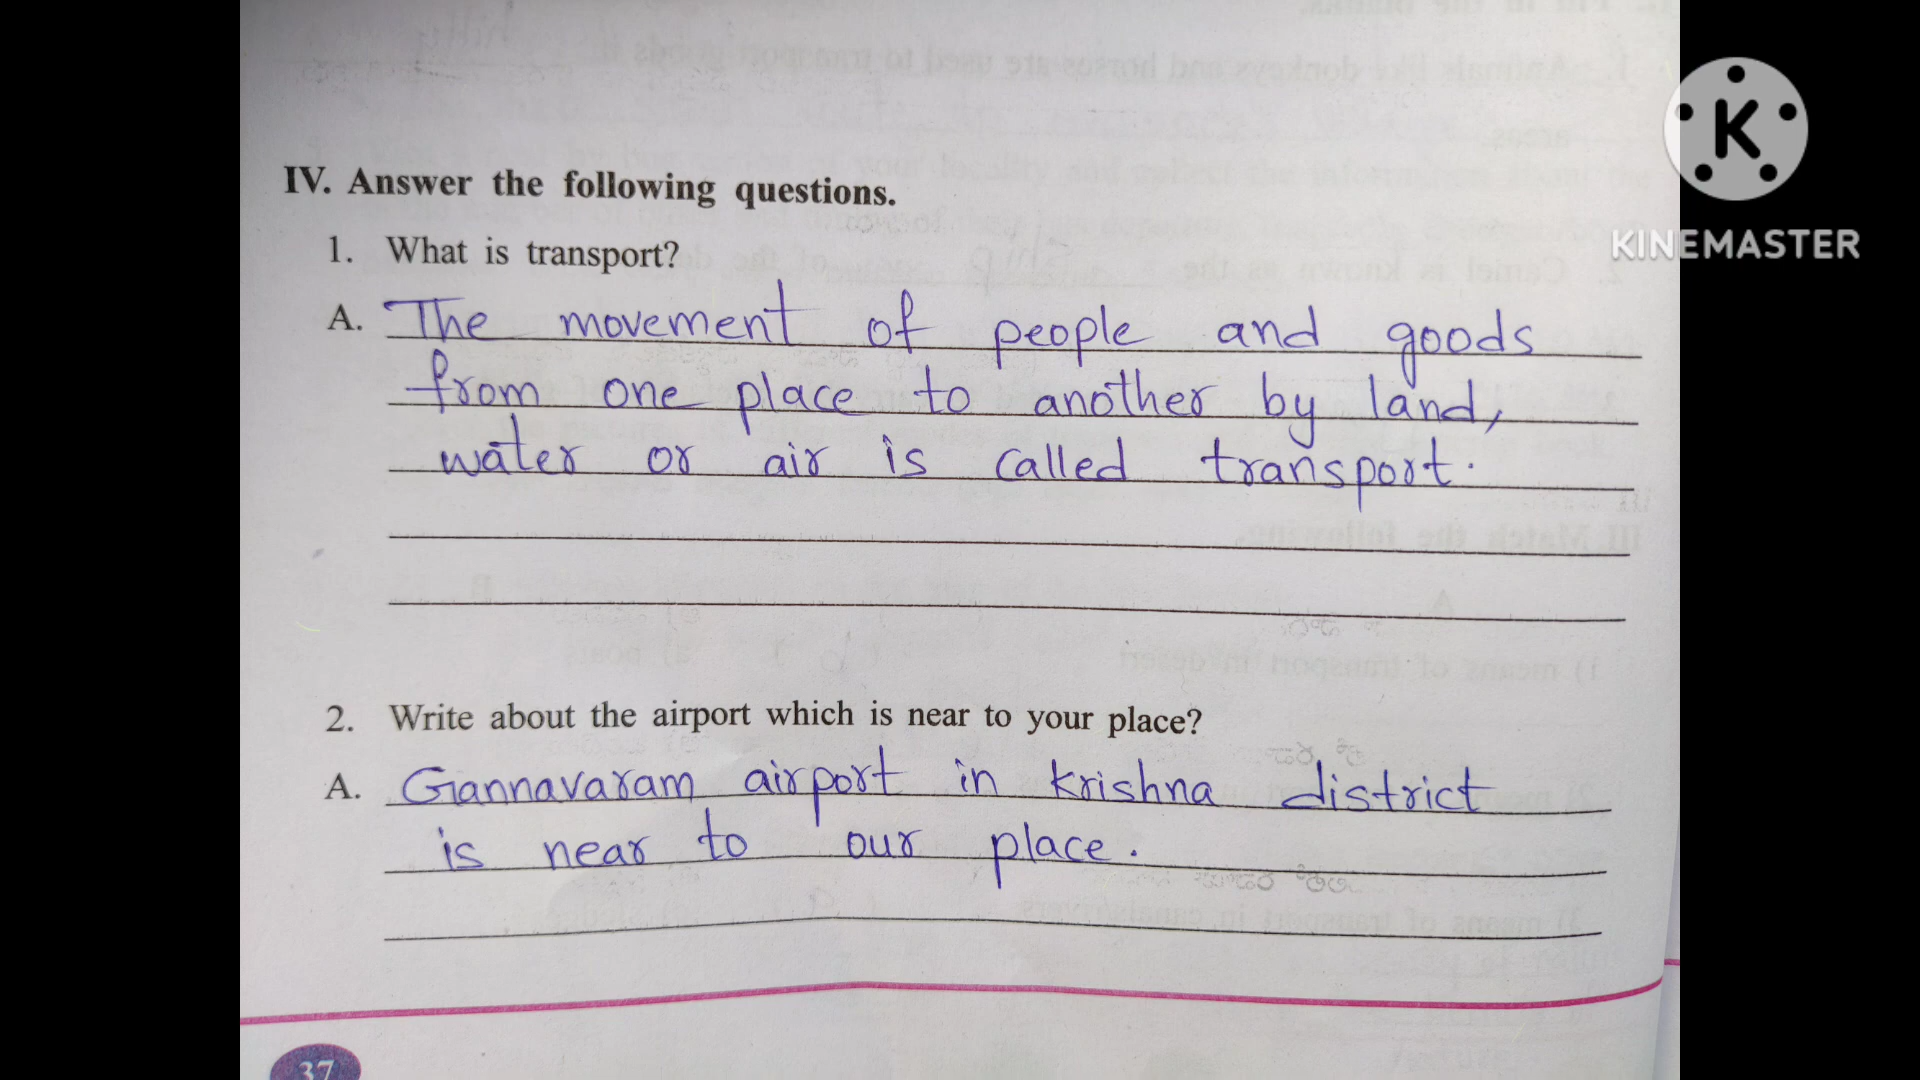 IV. Answer the following questions.
1. What is transport?
A. The movement of people and goods
from one place to another by land,
water or air is called transport.
2. Write about the airport which is near to your place?
A. Gannavaram airport in krishna district
is near to our place.
37
K
KINEMASTER